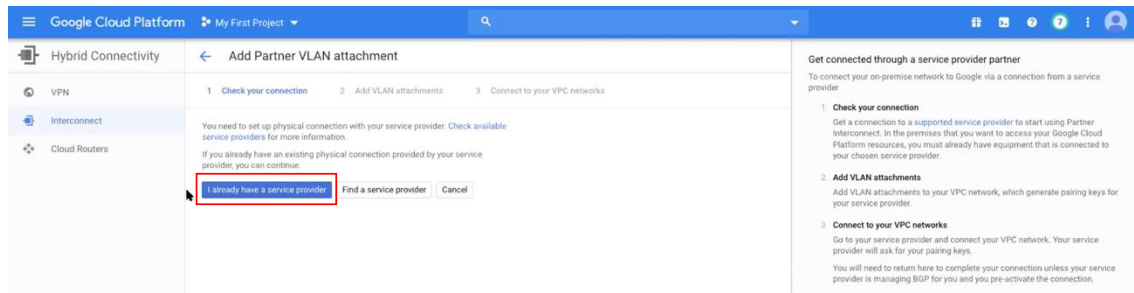 Google Cloud Platform
My First Project
7
Hybrid Connectivity
VPN
Interconnect
Cloud Routers
Add Partner VLAN attachment
1 Check your connection 2 Add VLAN attachments 3 Connect to your VPC networks
You need to set up physical connection with your service provider. Check available
service providers for more information.
If you already have an existing physical connection provided by your service
provider, you can continue.
I already have a service provider Find a service provider Cancel
Get connected through a service provider partner
To connect your on-premise network to Google via a connection from a service
provider
1 Check your connection
Get a connection to a supported service provider to start using Partner
Interconnect. In the premises that you want to access your Google Cloud
Platform resources, you must already have equipment that is connected to
your chosen service provider.
2. Add VLAN attachments
Add VLAN attachments to your VPC network, which generate pairing keys for
your service provider
3. Connect to your VPC networks
Go to your service provider and connect your VPC network. Your service
provider will ask for your pairing keys.
You will need to return here to complete your connection unless your service
provider is managing BGP for you and you pre-activate the connection.